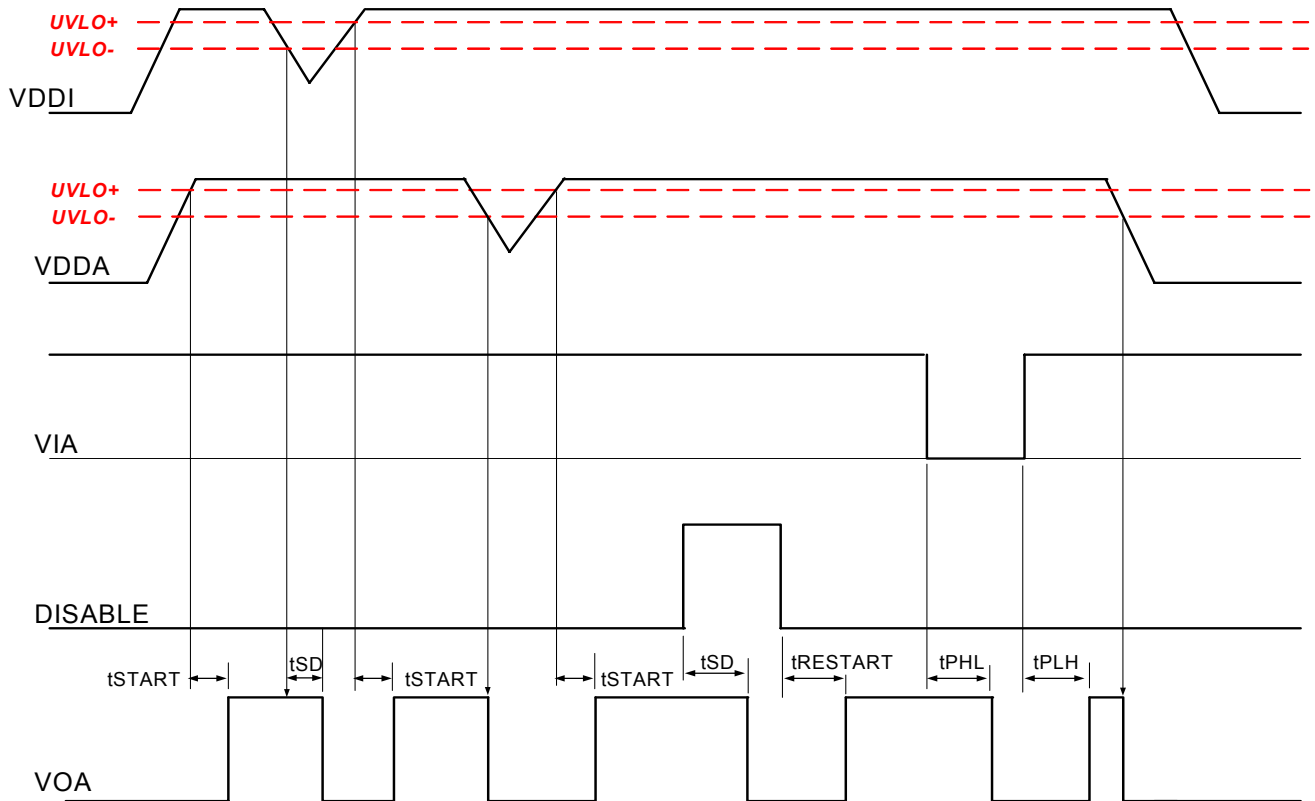 UVLO+
UVLO-
VDDI
UVLO+
UVLO-
VDDA
VIA
DISABLE
tSTART
tSD
tSTART
tSTART
tSD
tRESTART
tPHL
tPLH
VOA